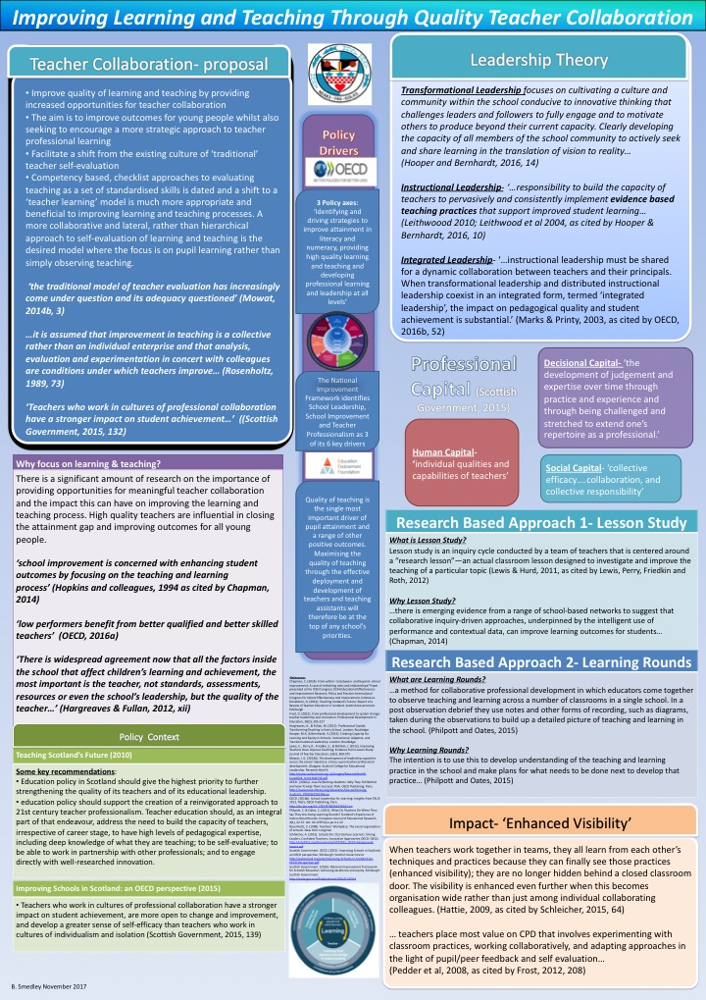 Improving Learning and Teaching Through Quality Teacher Collaboration
Teacher Collaboration- proposal
• Improve quality of learning and teaching by providing
increased opportunities for teacher collaboration
• The aim is to improve outcomes for young people whilst also
seeking to encourage a more strategic approach to teacher
professional learning
• Facilitate a shift from the existing culture of ‘traditional’
teacher self-evaluation
• Competency based, checklist approaches to evaluating
teaching as a set of standardised skills is dated and a shift to a
‘teacher learning’ model is much more appropriate and
beneficial to improving learning and teaching processes. A
more collaborative and lateral, rather than hierarchical
approach to self-evaluation of learning and teaching is the
desired model where the focus is on pupil learning rather than
simply observing teaching.
‘the traditional model of teacher evaluation has increasingly
come under question and its adequacy questioned’ (Mowat,
2014b, 3)
…it is assumed that improvement in teaching is a collective
rather than an individual enterprise and that analysis,
evaluation and experimentation in concert with colleagues
are conditions under which teachers improve… (Rosenholtz,
1989, 73)
‘Teachers who work in cultures of professional collaboration
have a stronger impact on student achievement…’ ((Scottish
Government, 2015, 132)
Why focus on learning & teaching?
There is a significant amount of research on the importance of
providing opportunities for meaningful teacher collaboration
and the impact this can have on improving the learning and
teaching process. High quality teachers are influential in closing
the attainment gap and improving outcomes for all young
people.
‘school improvement is concerned with enhancing student
outcomes by focusing on the teaching and learning
process’ (Hopkins and colleagues, 1994 as cited by Chapman,
2014)
‘low performers benefit from better qualified and better skilled
teachers’ (OECD, 2016a)
‘There is widespread agreement now that all the factors inside
the school that affect children’s learning and achievement, the
most important is the teacher, not standards, assessments,
resources or even the school’s leadership, but the quality of the
teacher…’ (Hargreaves & Fullan, 2012, xii)
Policy Context
Teaching Scotland’s Future (2010)
Some key recommendations:
• Education policy in Scotland should give the highest priority to further
strengthening the quality of its teachers and of its educational leadership.
• education policy should support the creation of a reinvigorated approach to
21st century teacher professionalism. Teacher education should, as an integral
part of that endeavour, address the need to build the capacity of teachers,
irrespective of career stage, to have high levels of pedagogical expertise,
including deep knowledge of what they are teaching; to be self-evaluative; to
be able to work in partnership with other professionals; and to engage
directly with well-researched innovation.
Improving Schools in Scotland: an OECD perspective (2015)
• Teachers who work in cultures of professional collaboration have a stronger
impact on student achievement, are more open to change and improvement,
and develop a greater sense of self-efficacy than teachers who work in
cultures of individualism and isolation (Scottish Government, 2015, 139)
B. Smedley November 2017
Policy
Drivers
OECD
BETTER POLICIES FOR BETTER LIVES
3 Policy axes:
‘Identifying and
driving strategies to
improve attainment in
literacy and
numeracy, providing
high quality learning
and teaching and
developing
professional learning
and leadership at all
levels’
The National
Improvement
Framework identifies
School Leadership,
School Improvement
and Teacher
Professionalism as 3
of its 6 key drivers
Education
Endowment
Foundation
Quality of teaching is
the single most
important driver of
pupil attainment and
a range of other
positive outcomes.
Maximising the
quality of teaching
through the effective
deployment and
development of
teachers and teaching
assistants will
therefore be at the
top of any school’s
priorities.
References
Learning
Leadership Theory
Transformational Leadership focuses on cultivating a culture and
community within the school conducive to innovative thinking that
challenges leaders and followers to fully engage and to motivate
others to produce beyond their current capacity. Clearly developing
the capacity of all members of the school community to actively seek
and share learning in the translation of vision to reality…
(Hooper and Bernhardt, 2016, 14)
Instructional Leadership- ‘…responsibility to build the capacity of
teachers to pervasively and consistently implement evidence based
teaching practices that support improved student learning…
(Leithwoood 2010; Leithwood et al 2004, as cited by Hooper &
Bernhardt, 2016, 10)
Integrated Leadership- ‘…instructional leadership must be shared
for a dynamic collaboration between teachers and their principals.
When transformational leadership and distributed instructional
leadership coexist in an integrated form, termed ‘integrated
leadership’, the impact on pedagogical quality and student
achievement is substantial.’ (Marks & Printy, 2003, as cited by OECD,
2016b, 52)
Professional
Capital (Scottish
Government, 2015)
Decisional Capital- ‘the
development of judgement and
expertise over time through
practice and experience and
through being challenged and
stretched to extend one’s
repertoire as a professional.’
Human Capital-
‘individual qualities and
capabilities of teachers’
Social Capital- ‘collective
efficacy….collaboration, and
collective responsibility’
Research Based Approach 1- Lesson Study
What is Lesson Study?
Lesson study is an inquiry cycle conducted by a team of teachers that is centered around
a “research lesson”—an actual classroom lesson designed to investigate and improve the
teaching of a particular topic (Lewis & Hurd, 2011, as cited by Lewis, Perry, Friedkin and
Roth, 2012)
Why Lesson Study?
…there is emerging evidence from a range of school-based networks to suggest that
collaborative inquiry-driven approaches, underpinned by the intelligent use of
performance and contextual data, can improve learning outcomes for students…
(Chapman, 2014)
Research Based Approach 2- Learning Rounds
What are Learning Rounds?
…a method for collaborative professional development in which educators come together
to observe teaching and learning across a number of classrooms in a single school. In a
post observation debrief they use notes and other forms of recording, such as diagrams,
taken during the observations to build up a detailed picture of teaching and learning in
the school. (Philpott and Oates, 2015)
Why Learning Rounds?
The intention is to use this to develop understanding of the teaching and learning
practice in the school and make plans for what needs to be done next to develop that
practice… (Philpott and Oates, 2015)
Impact- ‘Enhanced Visibility’
When teachers work together in teams, they all learn from each other’s
techniques and practices because they can finally see those practices
(enhanced visibility); they are no longer hidden behind a closed classroom
door. The visibility is enhanced even further when this becomes
organisation wide rather than just among individual collaborating
colleagues. (Hattie, 2009, as cited by Schleicher, 2015, 64)
… teachers place most value on CPD that involves experimenting with
classroom practices, working collaboratively, and adapting approaches in
the light of pupil/peer feedback and self evaluation…
(Pedder et al, 2008, as cited by Frost, 2012, 208)